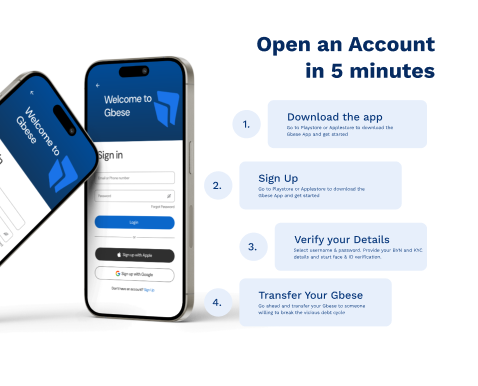 Open an Account
in 5 minutes
1.
Download the app
Go to Playstore or Applestore to download the
Gbese App and get started
2.
Sign Up
Go to Playstore or Applestore to download the
Gbese App and get started
3.
Verify your Details
Select username & password. Provide your BVN and KYC
details and start face & ID verification.
4.
Transfer Your Gbese
Go ahead and transfer your Gbese to someone
willing to break the vicious debt cycle
Welcome to
Gbese
Sign in
Email or Phone number
Password
Forgot Password
Login
or
Sign up with Apple
Sign up with Google
Don't have an account? Sign Up
Welcome to
Gbese